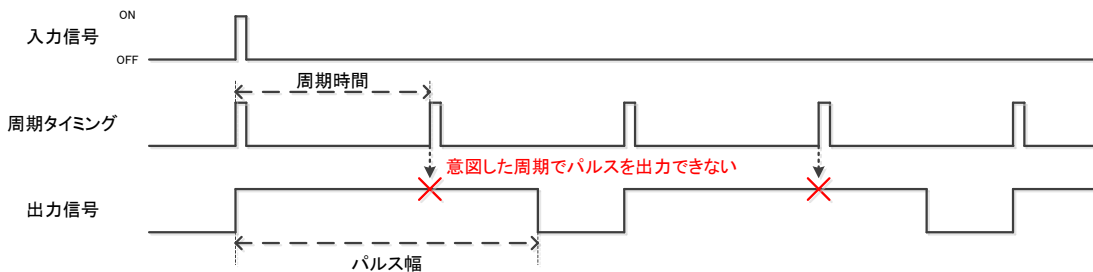 ON
入力信号
OFF
周期時間
周期タイミング
意図した周期でパルスを出力できない
出力信号
パルス幅